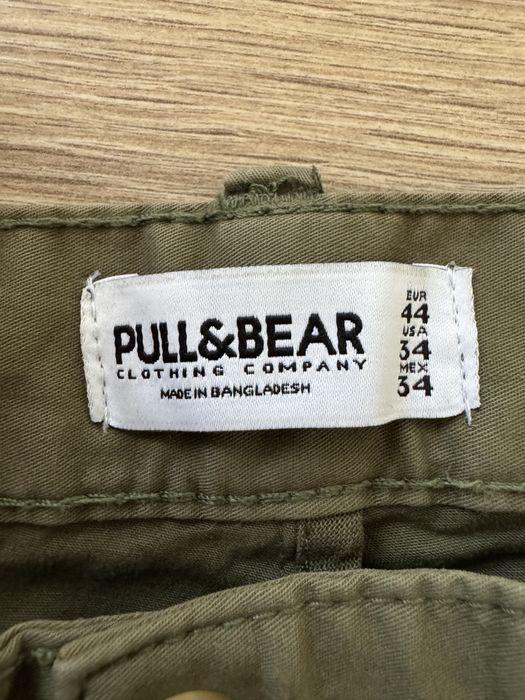 PULL&BEAR
CLOTHING COMPANY
MADE IN BANGLADESH
EUR
44
USA
34
MEX
34